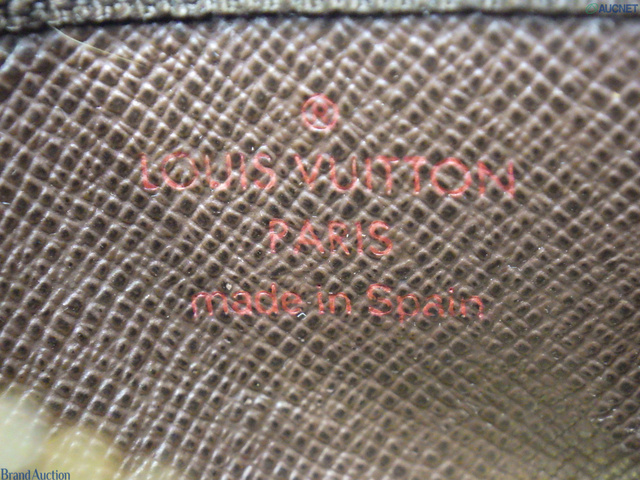 ©AUCNET
LOUIS VUITTON
PARIS
made in Spain
BrandAuction